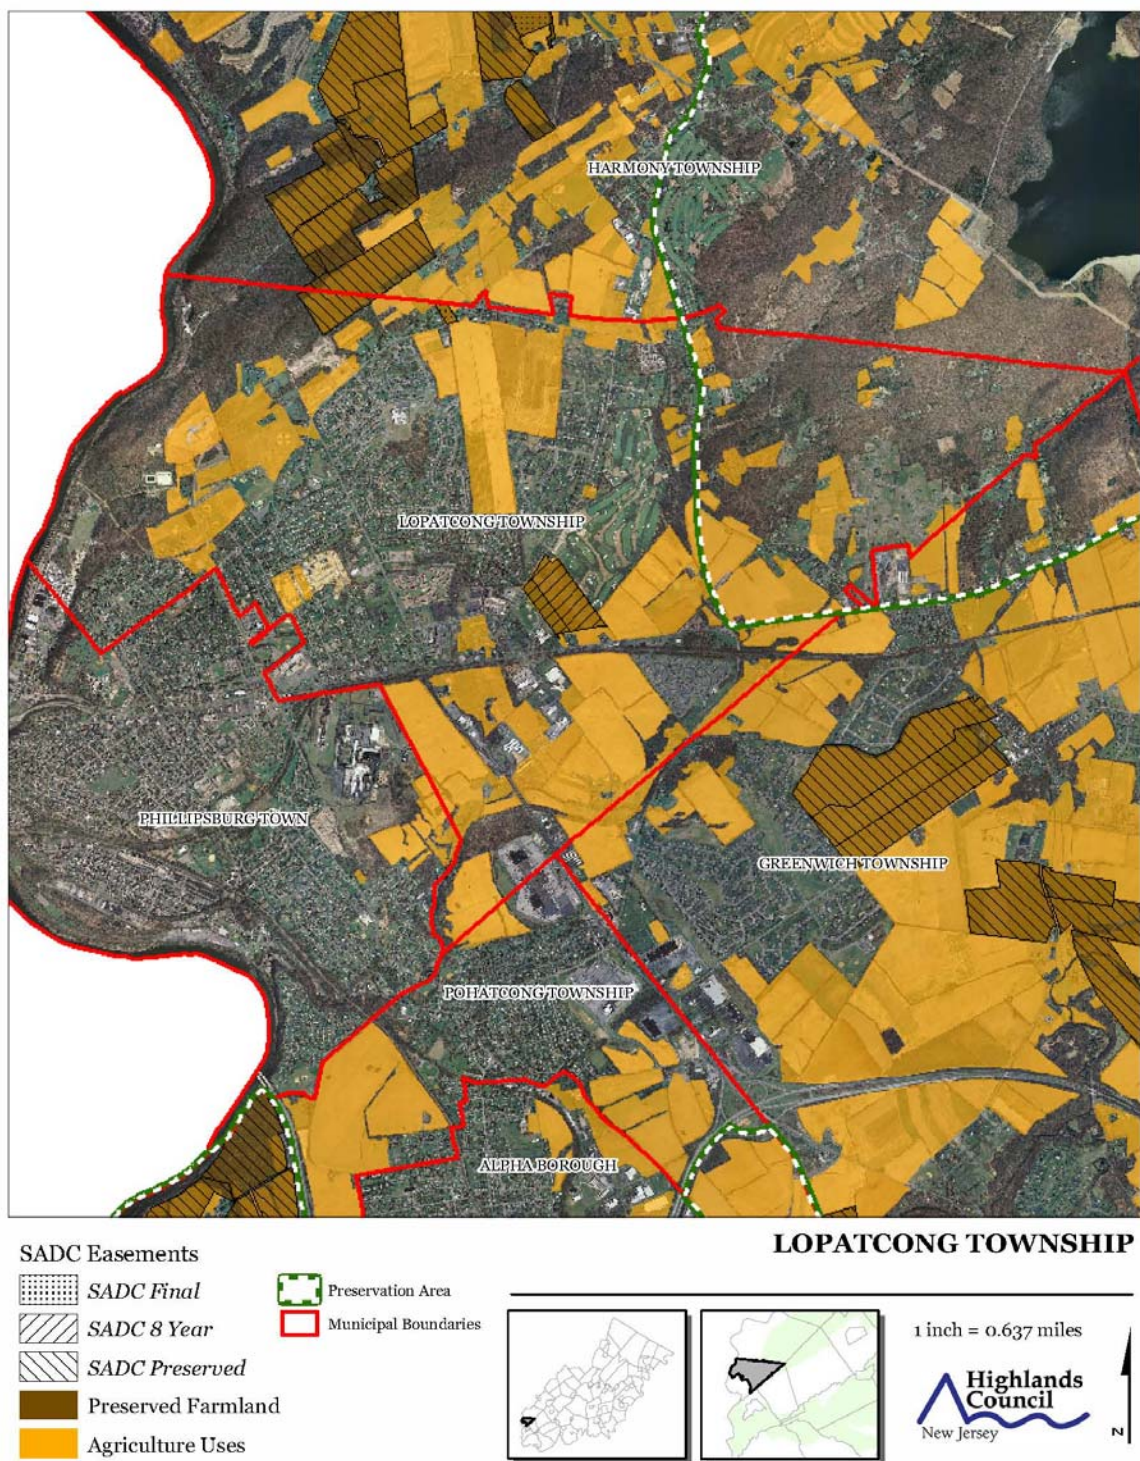 HARMONY TOWNSHIP
LOPATCONG TOWNSHIP
PHILLIPSBURG TOWN
GREENWICH TOWNSHIP
POHATCONG TOWNSHIP
ALPHA BOROUGH
LOPATCONG TOWNSHIP
SADC Easements
SADC Final
SADC 8 Year
SADC Preserved
Preserved Farmland
Agriculture Uses
Preservation Area
Municipal Boundaries
1 inch = 0.637 miles
Highlands
Council
New Jersey
N